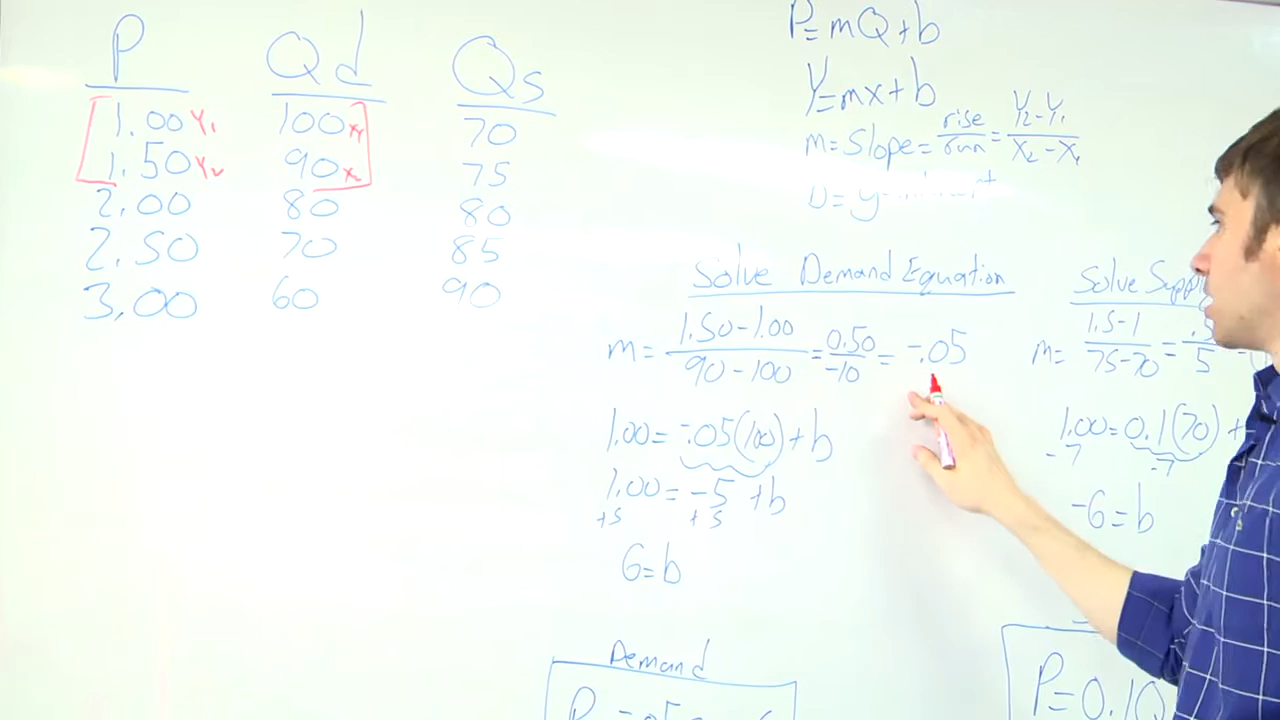 P Qd Qs
1.00 Y₁ 100 X₁ 70
1.50 Y₂ 90 X₂ 75
2.00 80 80
2.50 70 85
3.00 60 90
P=mQ+b
Y=mx+b
m=Slope= rise/run = Y₂-Y₁/X₂-X₁
b=y-
Solve Demand Equation
m= 1.50-1.00/90-100 = 0.50/-10 = -.05
1.00= -.05(100)+b
1.00= -5 +b
+5 +5
6=b
Demand
Solve
m= 1.5-1/75-70 =
1.00=0.1(70)+
-7 -7
-6=b
P=0.1Q